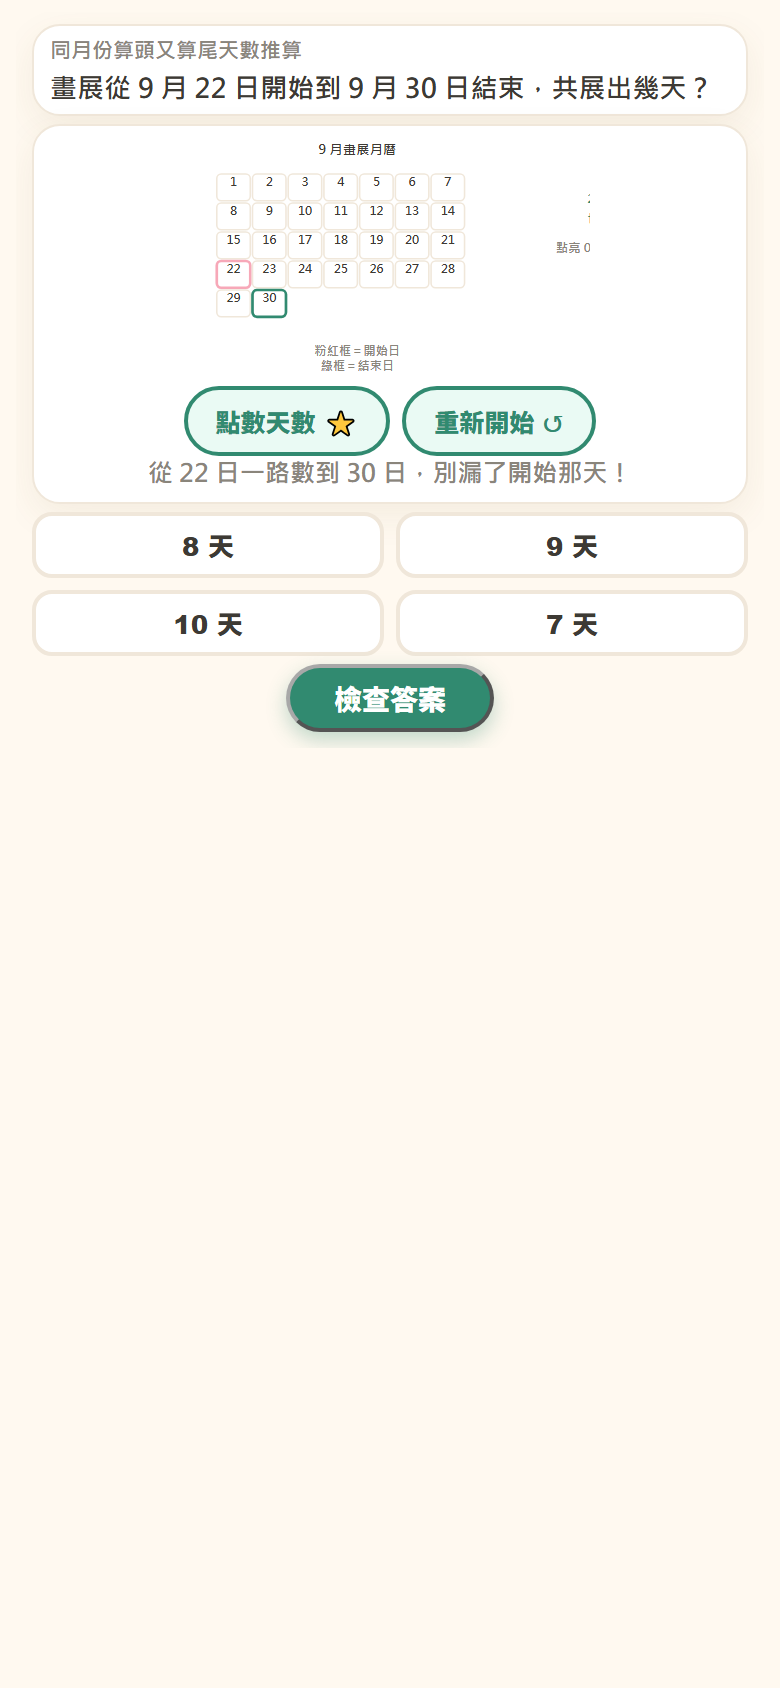 同月份算頭又算尾天數推算
畫展從 9 月 22 日開始到 9 月 30 日結束，共展出幾天？
9 月畫展月曆
1 2 3 4 5 6 7
8 9 10 11 12 13 14
15 16 17 18 19 20 21
22 23 24 25 26 27 28
29 30
點亮 0
粉紅框＝開始日
綠框＝結束日
點數天數 ⭐
重新開始 ↺
從 22 日一路數到 30 日，別漏了開始那天！
8 天
9 天
10 天
7 天
檢查答案